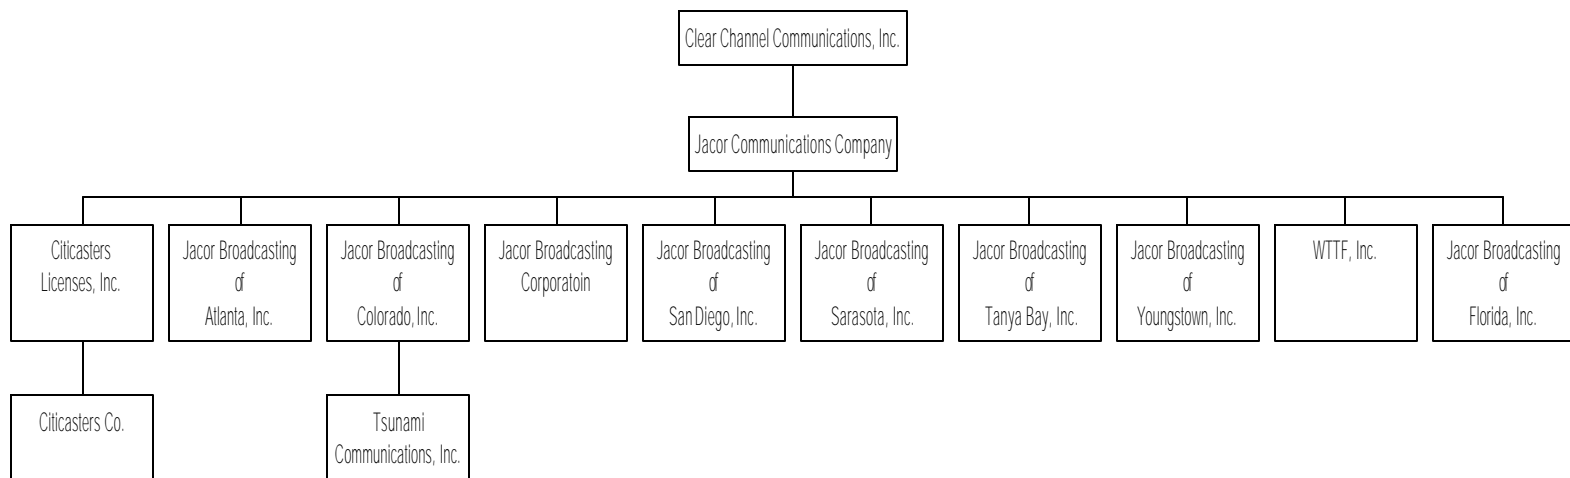 Clear Channel Communications, Inc.
Jacor Communications Company
Citicasters
Licenses, Inc.
Jacor Broadcasting
of
Atlanta, Inc.
Jacor Broadcasting
of
Colorado, Inc.
Jacor Broadcasting
Corporatoin
Jacor Broadcasting
of
San Diego, Inc.
Jacor Broadcasting
of
Sarasota, Inc.
Jacor Broadcasting
of
Tanya Bay, Inc.
Jacor Broadcasting
of
Youngstown, Inc.
WTTF, Inc.
Jacor Broadcasting
of
Florida, Inc.
Citicasters Co.
Tsunami
Communications, Inc.